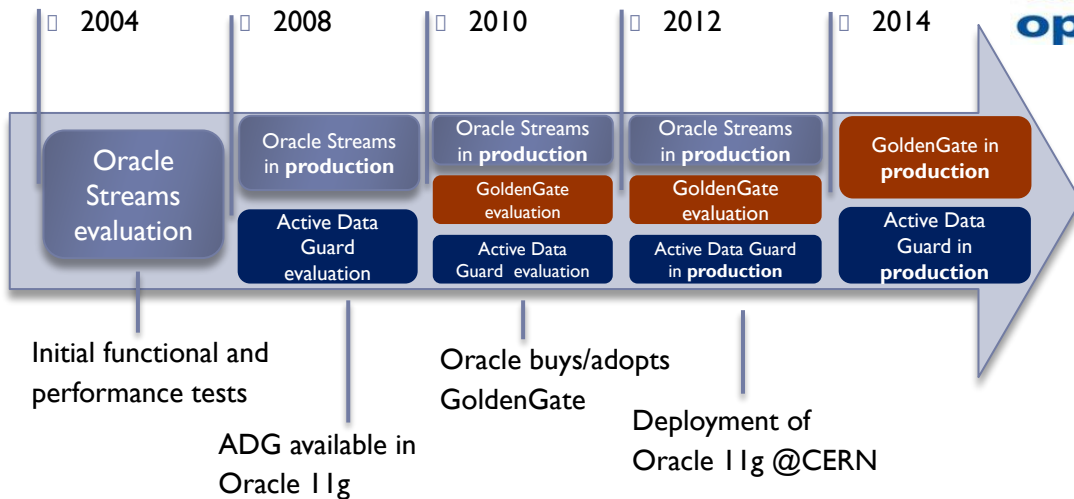 2004
2008
2010
2012
2014
op
Oracle
Streams
evaluation
Oracle Streams
in production
Active Data
Guard
evaluation
Oracle Streams
in production
GoldenGate
evaluation
Active Data
Guard evaluation
Oracle Streams
in production
GoldenGate
evaluation
Active Data Guard
in production
GoldenGate in
production
Active Data
Guard in
production
Initial functional and
performance tests
ADG available in
Oracle 11g
Oracle buys/adopts
GoldenGate
Deployment of
Oracle 11g @CERN